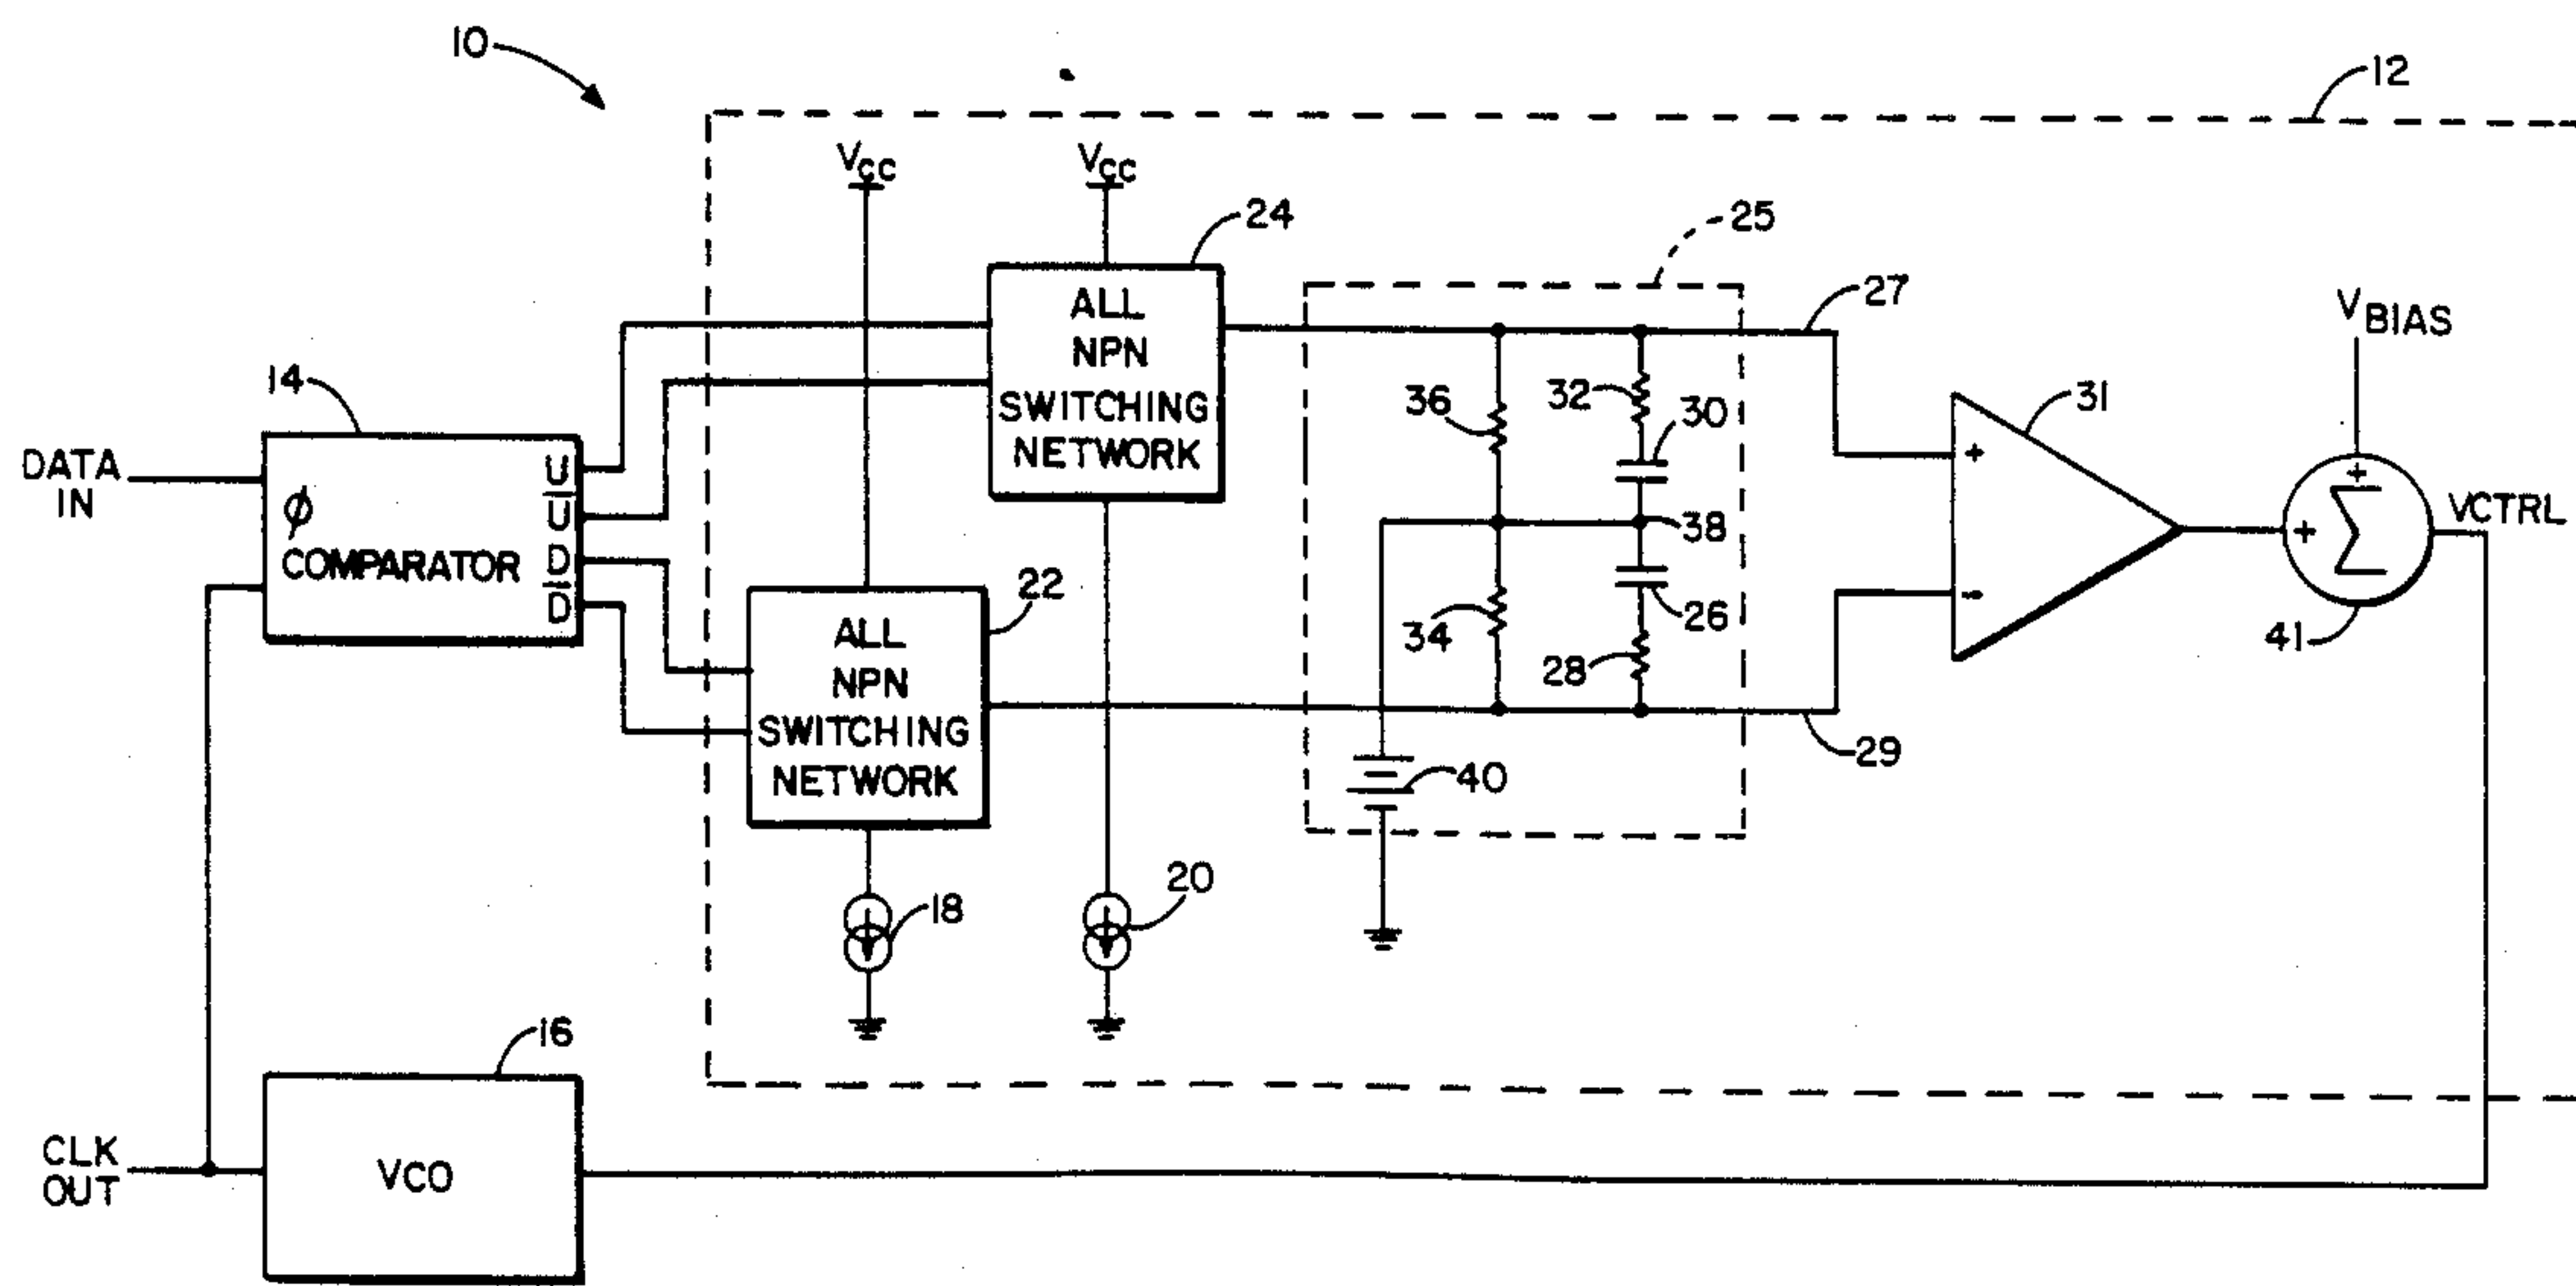 10
12
VCC
VCC
24
25
ALL
NPN
SWITCHING
NETWORK
27
VBIAS
14
DATA
IN
φ
COMPARATOR
U
U̅
D
D̅
36
32
30
38
34
26
28
31
+
-
+
+
Σ
VCTRL
41
22
ALL
NPN
SWITCHING
NETWORK
29
40
18
20
16
CLK
OUT
VCO